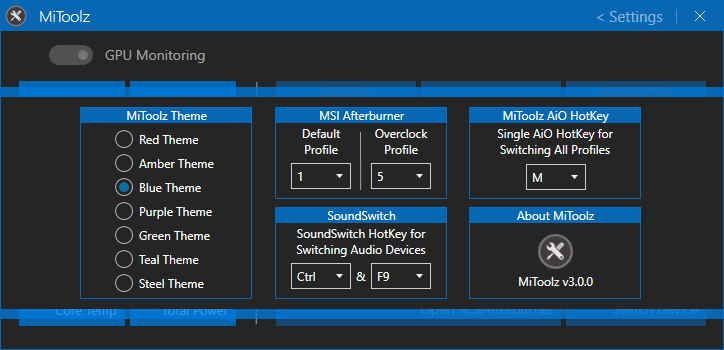 MiToolz
< Settings
GPU Monitoring
MiToolz Theme
Red Theme
Amber Theme
Blue Theme
Purple Theme
Green Theme
Teal Theme
Steel Theme
MSI Afterburner
Default
Profile
1
Overclock
Profile
5
SoundSwitch
SoundSwitch HotKey for
Switching Audio Devices
Ctrl & F9
MiToolz AiO HotKey
Single AiO HotKey for
Switching All Profiles
M
About MiToolz
MiToolz v3.0.0
Core Temp
Total Power
Open MSIAfterburner
Switch Device